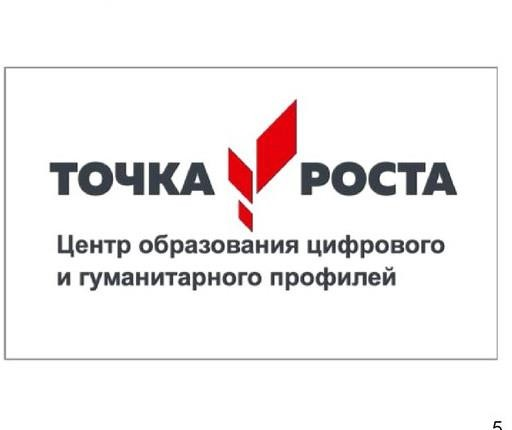 ТОЧКА РОСТА
Центр образования цифрового
и гуманитарного профилей
5